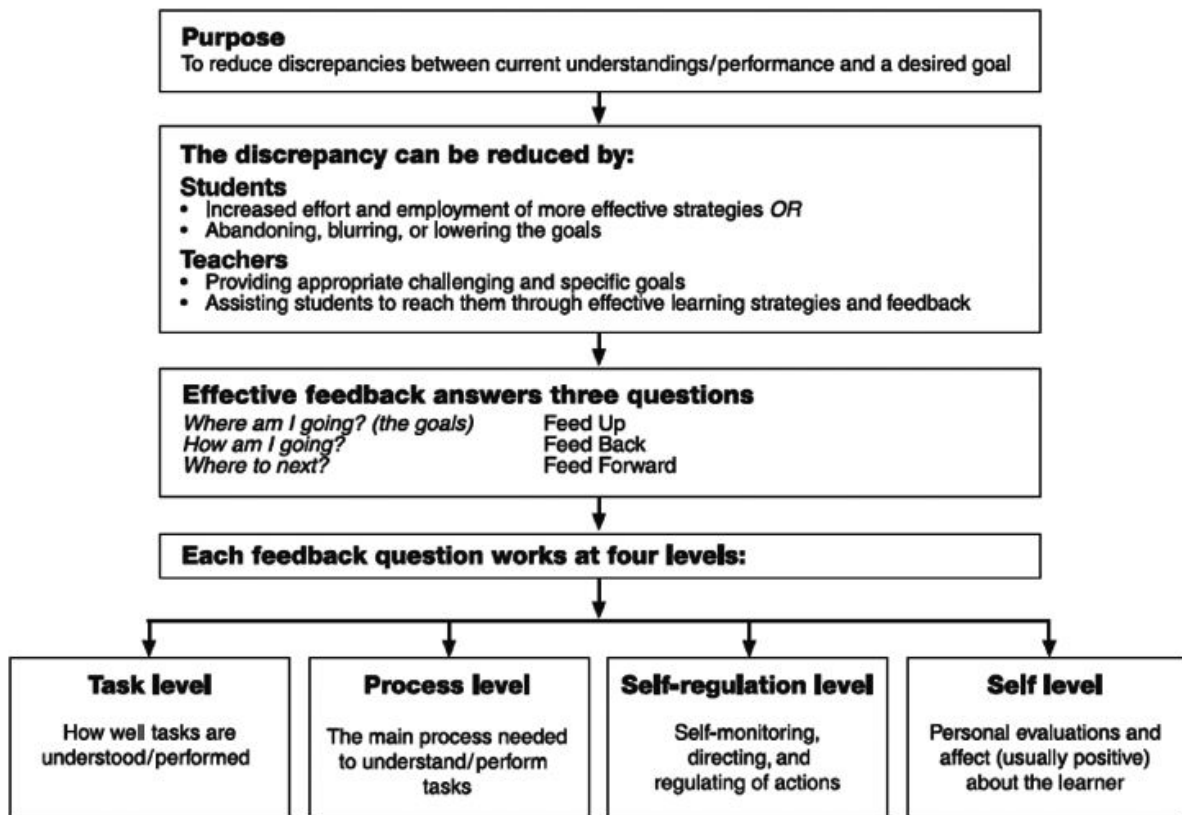 Purpose
To reduce discrepancies between current understandings/performance and a desired goal
The discrepancy can be reduced by:
Students
• Increased effort and employment of more effective strategies OR
• Abandoning, blurring, or lowering the goals
Teachers
• Providing appropriate challenging and specific goals
• Assisting students to reach them through effective learning strategies and feedback
Effective feedback answers three questions
Where am I going? (the goals) Feed Up
How am I going? Feed Back
Where to next? Feed Forward
Each feedback question works at four levels:
Task level
How well tasks are
understood/performed
Process level
The main process needed
to understand/perform
tasks
Self-regulation level
Self-monitoring,
directing, and
regulating of actions
Self level
Personal evaluations and
affect (usually positive)
about the learner